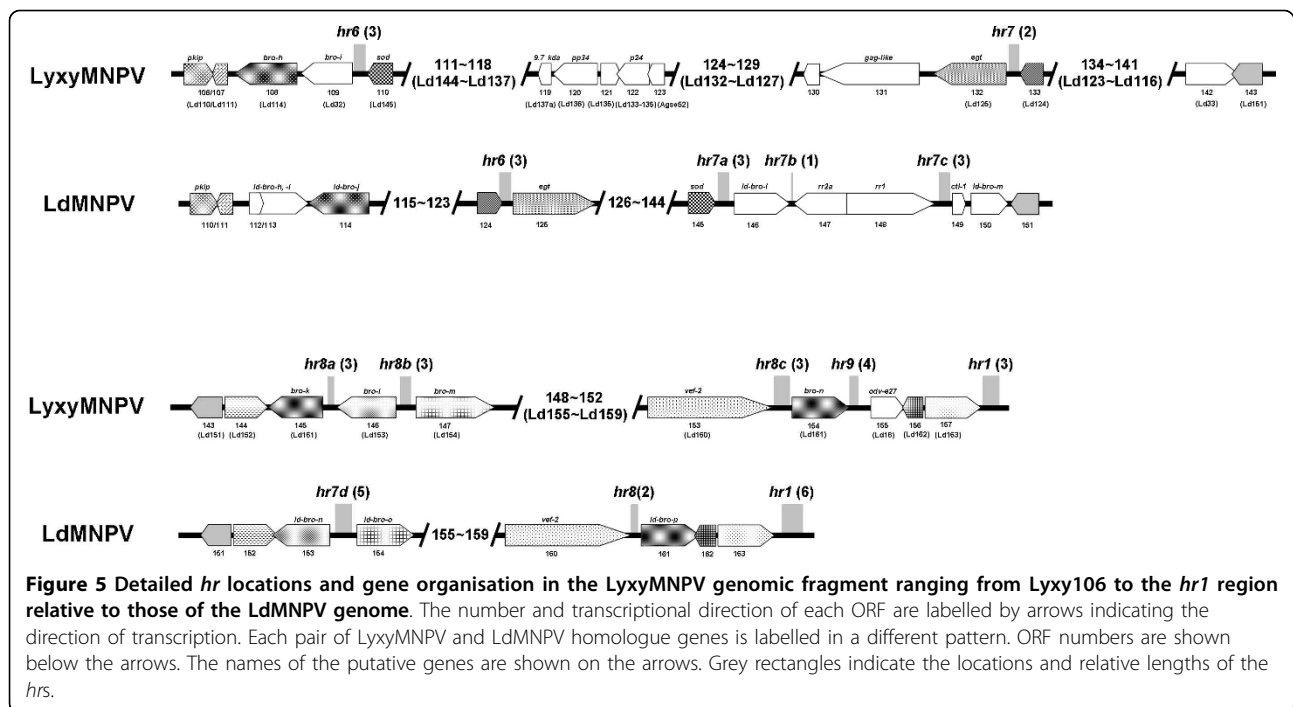 hr6 (3) hr7 (2)
pkip bro-h bro-i sod 9.7 kda pp34 p24 gag-like egt
LyxyMNPV 111~118 124~129 134~141
(Ld144~Ld137) (Ld132~Ld127) (Ld123~Ld116)
106/107 108 109 110 119 120 121 122 123 130 131 132 133 142 143
(Ld110/Ld111) (Ld114) (Ld32) (Ld145) (Ld137a) (Ld136) (Ld135) (Ld133-135) (Agse52) (Ld125) (Ld124) (Ld33) (Ld151)
hr6 (3) hr7a (3) hr7b (1) hr7c (3)
pkip ld-bro-h, -i ld-bro-j egt sod ld-bro-l rr2a rr1 ctl-1 ld-bro-m
LdMNPV 115~123 126~144
110/111 112/113 114 124 125 145 146 147 148 149 150 151
hr8a (3) hr8b (3) hr8c (3) hr9 (4) hr1 (3)
bro-k bro-l bro-m vef-2 bro-n odv-e27
LyxyMNPV 148~152
(Ld155~Ld159)
143 144 145 146 147 153 154 155 156 157
(Ld151) (Ld152) (Ld151) (Ld153) (Ld154) (Ld160) (Ld161) (Ld16) (Ld162) (Ld163)
hr7d (5) hr8(2) hr1 (6)
ld-bro-n ld-bro-o vef-2 ld-bro-p
LdMNPV 155~159
151 152 153 154 160 161 162 163
Figure 5 Detailed hr locations and gene organisation in the LyxyMNPV genomic fragment ranging from Lyxy106 to the hr1 region
relative to those of the LdMNPV genome. The number and transcriptional direction of each ORF are labelled by arrows indicating the
direction of transcription. Each pair of LyxyMNPV and LdMNPV homologue genes is labelled in a different pattern. ORF numbers are shown
below the arrows. The names of the putative genes are shown on the arrows. Grey rectangles indicate the locations and relative lengths of the
hrs.